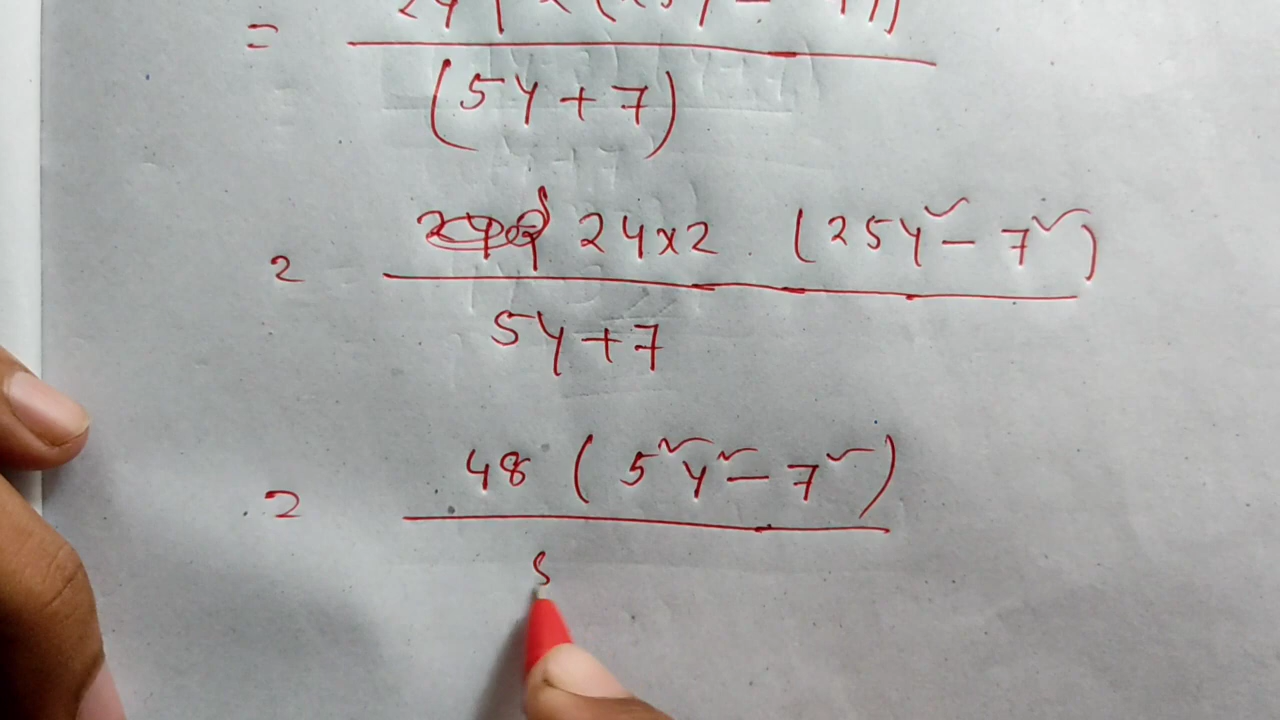 =
(5y+7)
= 24x2 (25y² - 7²)
5y+7
= 48 (5²y² - 7²)
5